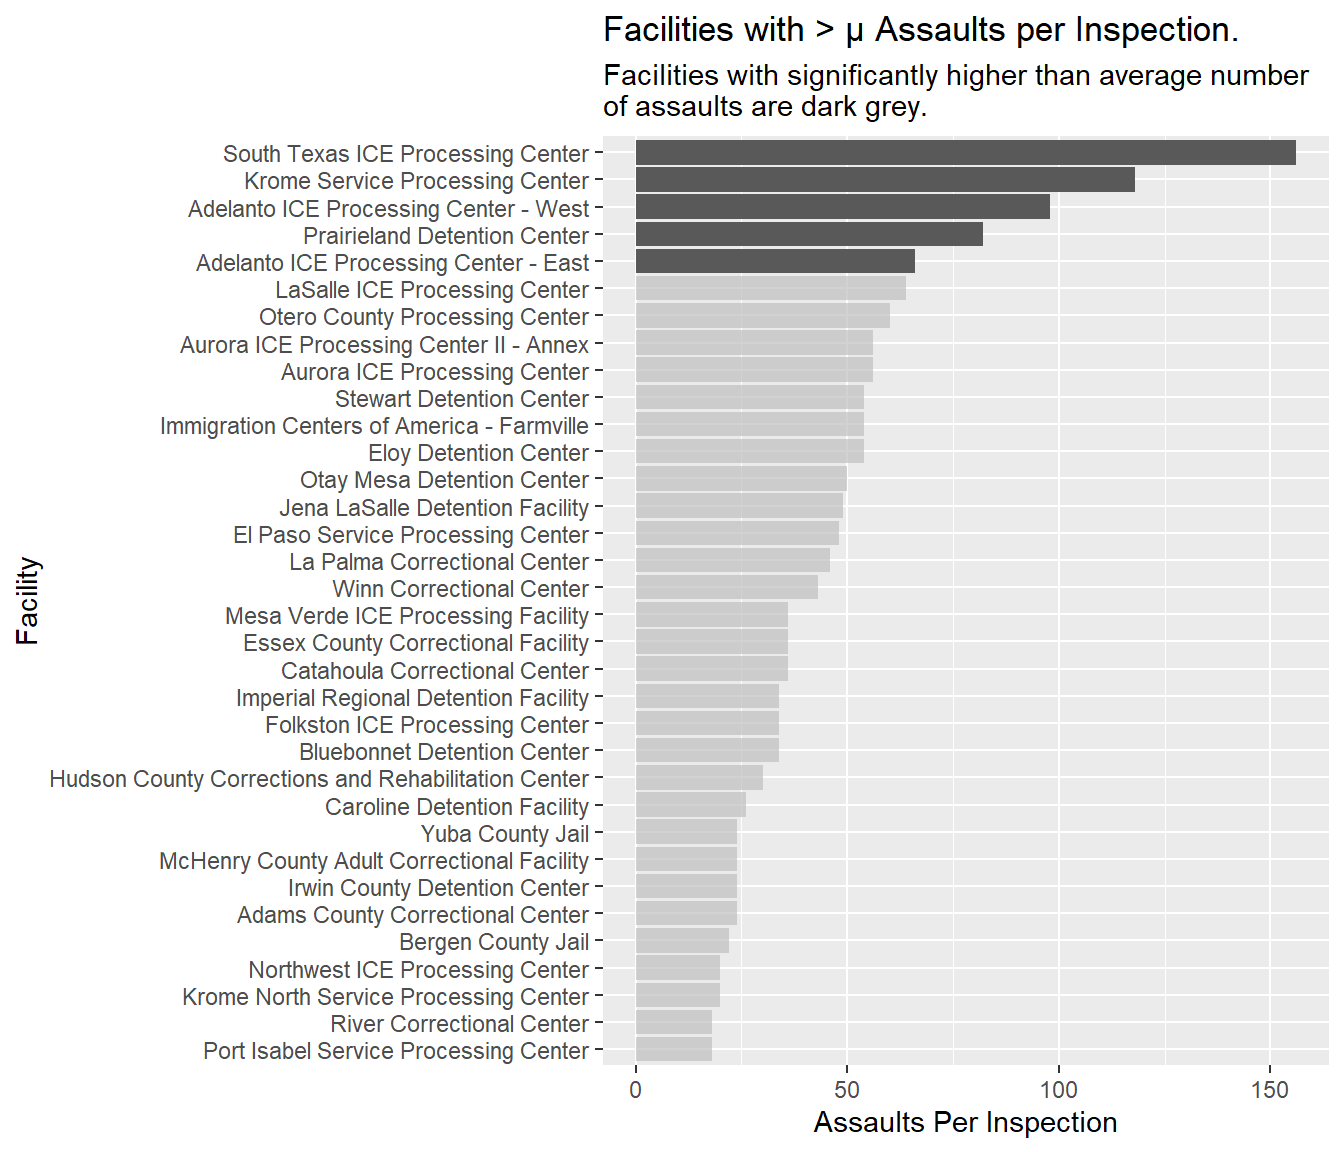 Facilities with > μ Assaults per Inspection.
Facilities with significantly higher than average number
of assaults are dark grey.
Facility
South Texas ICE Processing Center
Krome Service Processing Center
Adelanto ICE Processing Center - West
Prairieland Detention Center
Adelanto ICE Processing Center - East
LaSalle ICE Processing Center
Otero County Processing Center
Aurora ICE Processing Center II - Annex
Aurora ICE Processing Center
Stewart Detention Center
Immigration Centers of America - Farmville
Eloy Detention Center
Otay Mesa Detention Center
Jena LaSalle Detention Facility
El Paso Service Processing Center
La Palma Correctional Center
Winn Correctional Center
Mesa Verde ICE Processing Facility
Essex County Correctional Facility
Catahoula Correctional Center
Imperial Regional Detention Facility
Folkston ICE Processing Center
Bluebonnet Detention Center
Hudson County Corrections and Rehabilitation Center
Caroline Detention Facility
Yuba County Jail
McHenry County Adult Correctional Facility
Irwin County Detention Center
Adams County Correctional Center
Bergen County Jail
Northwest ICE Processing Center
Krome North Service Processing Center
River Correctional Center
Port Isabel Service Processing Center
0 50 100 150
Assaults Per Inspection